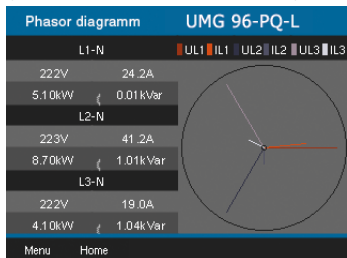 Phasor diagramm UMG 96-PQ-L
L1-N UL1 IL1 UL2 IL2 UL3 IL3
222V 24.2A
5.10kW 0.01kVar
L2-N
223V 41.2A
8.70kW 1.01kVar
L3-N
222V 19.0A
4.10kW 1.04kVar
Menu Home